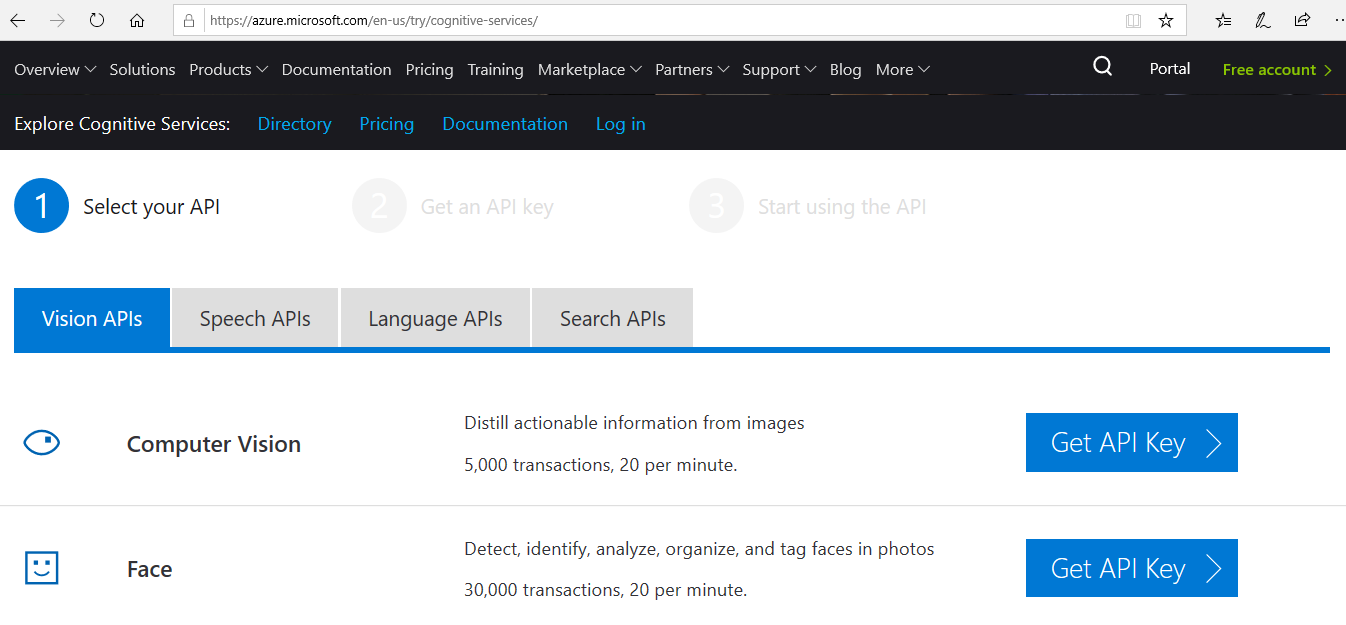 https://azure.microsoft.com/en-us/try/cognitive-services/
Overview Solutions Products Documentation Pricing Training Marketplace Partners Support Blog More Portal Free account
Explore Cognitive Services: Directory Pricing Documentation Log in
1 Select your API 2 Get an API key 3 Start using the API
Vision APIs Speech APIs Language APIs Search APIs
Distill actionable information from images
Computer Vision Get API Key
5,000 transactions, 20 per minute.
Detect, identify, analyze, organize, and tag faces in photos
Face Get API Key
30,000 transactions, 20 per minute.